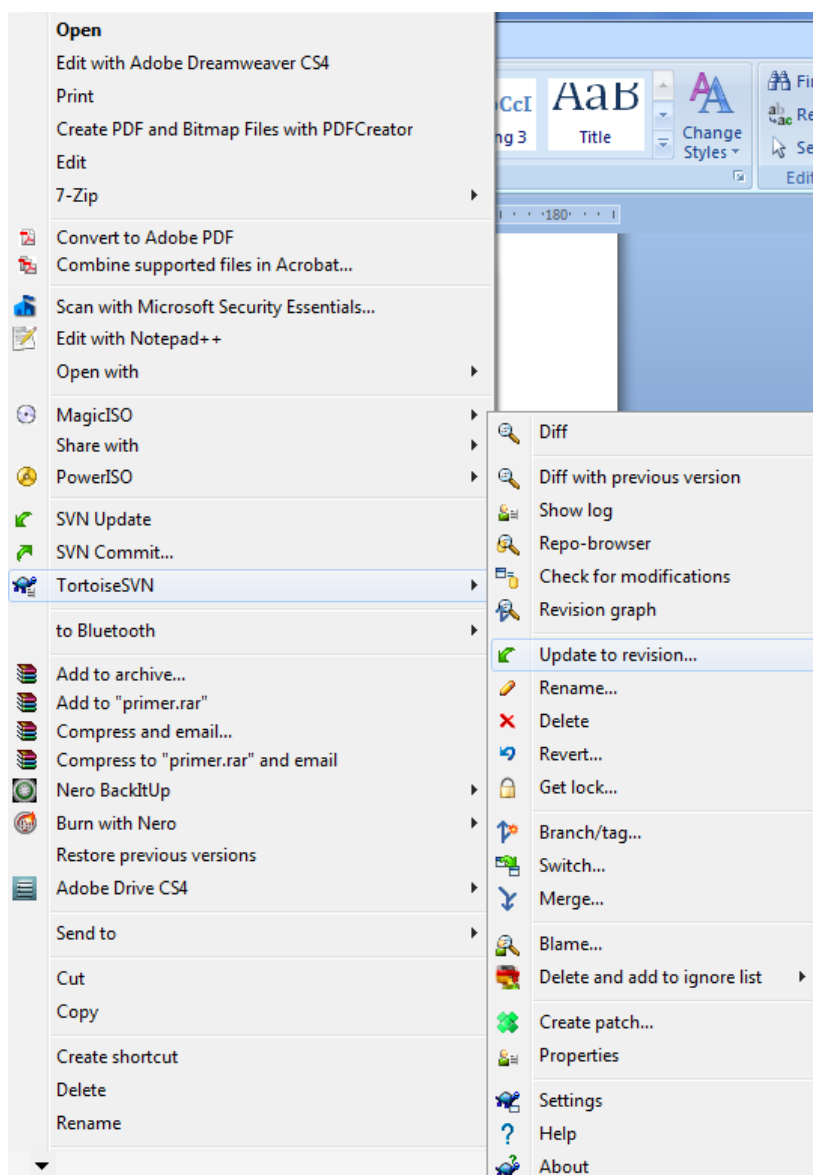 Open
Edit with Adobe Dreamweaver CS4
Print
Create PDF and Bitmap Files with PDFCreator
Edit
7-Zip
Convert to Adobe PDF
Combine supported files in Acrobat...
Scan with Microsoft Security Essentials...
Edit with Notepad++
Open with
MagicISO
Share with
PowerISO
SVN Update
SVN Commit...
TortoiseSVN
to Bluetooth
Add to archive...
Add to "primer.rar"
Compress and email...
Compress to "primer.rar" and email
Nero BackItUp
Burn with Nero
Restore previous versions
Adobe Drive CS4
Send to
Cut
Copy
Create shortcut
Delete
Rename
AaB
Title
Change
Styles
180
Diff
Diff with previous version
Show log
Repo-browser
Check for modifications
Revision graph
Update to revision...
Rename...
Delete
Revert...
Get lock...
Branch/tag...
Switch...
Merge...
Blame...
Delete and add to ignore list
Create patch...
Properties
Settings
Help
About